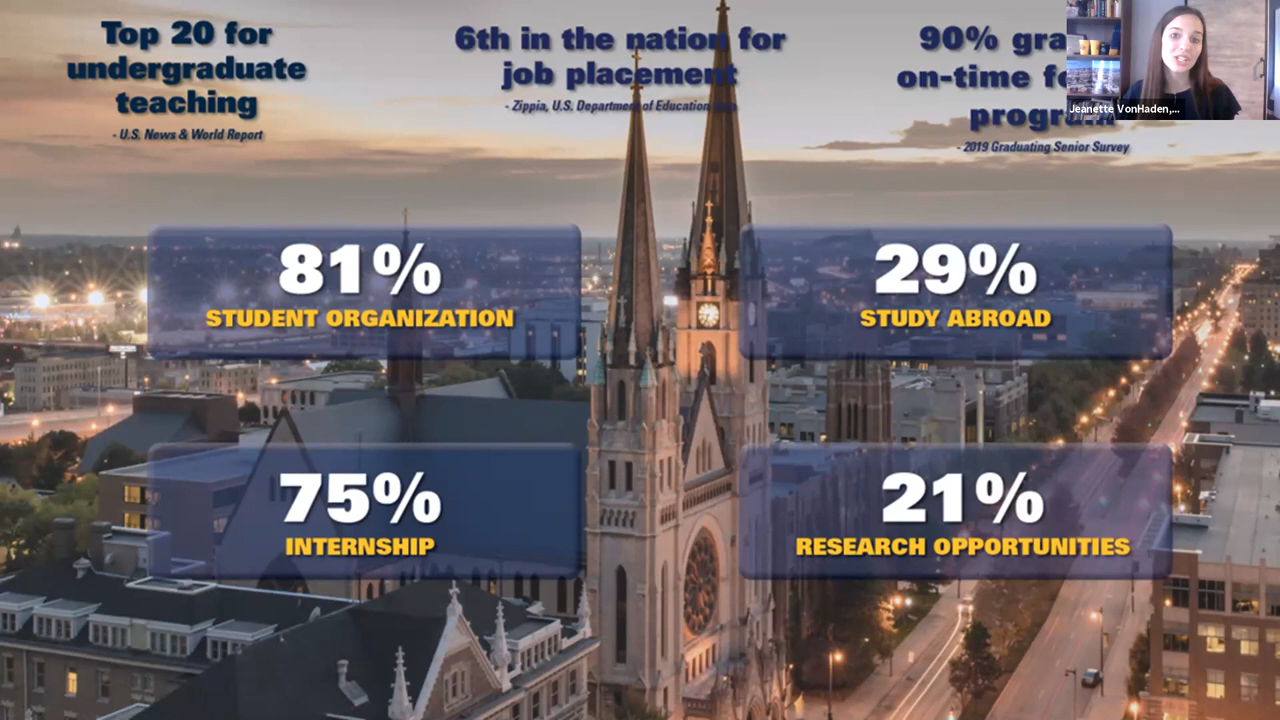 Top 20 for
undergraduate
teaching
- U.S. News & World Report
6th in the nation for
job placement
- Zippia, U.S. Department of Education
90%
on-time
- 2019 Graduating Senior Survey
Jeanette VonHaden,...
81%
STUDENT ORGANIZATION
29%
STUDY ABROAD
75%
INTERNSHIP
21%
RESEARCH OPPORTUNITIES